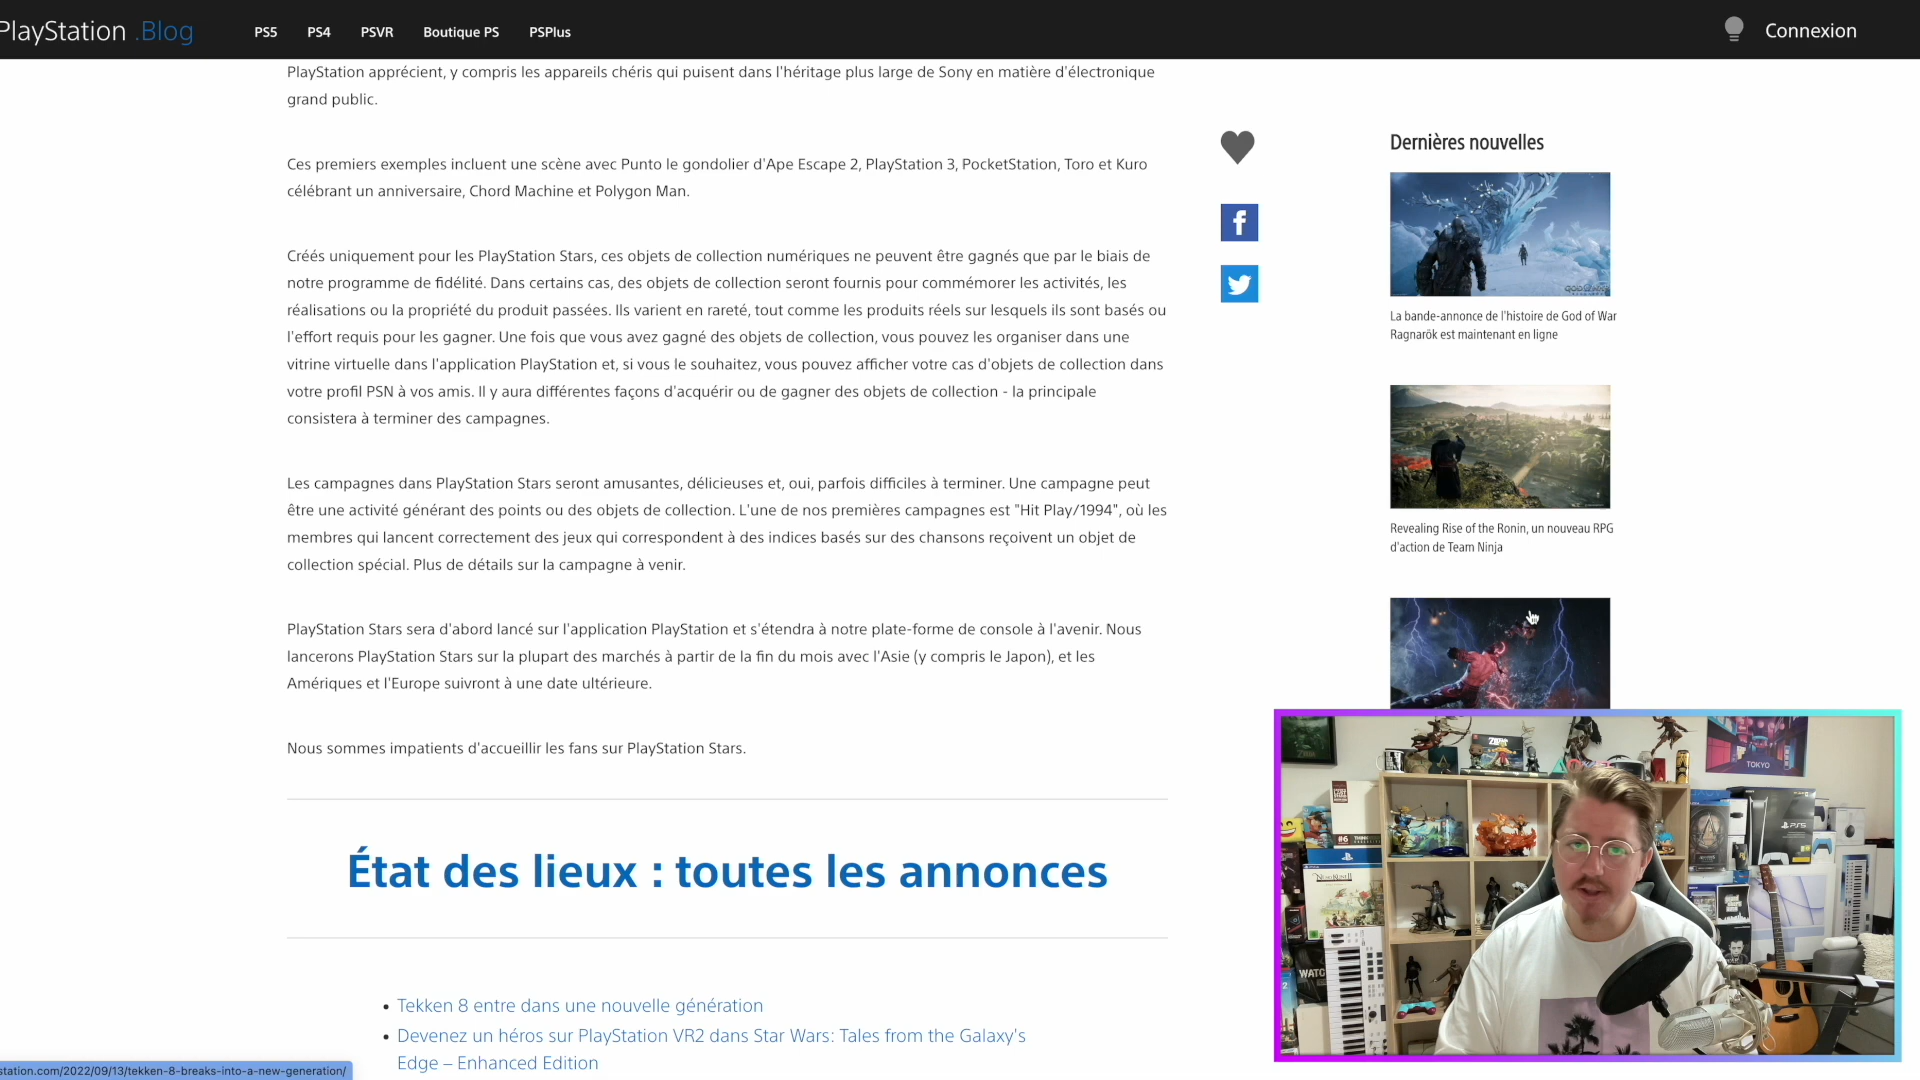 PlayStation .Blog
PS5
PS4
PSVR
Boutique PS
PSPlus
Connexion
PlayStation apprécient, y compris les appareils chéris qui puisent dans l'héritage plus large de Sony en matière d'électronique
grand public.
Ces premiers exemples incluent une scène avec Punto le gondolier d'Ape Escape 2, PlayStation 3, PocketStation, Toro et Kuro
célébrant un anniversaire, Chord Machine et Polygon Man.
Créés uniquement pour les PlayStation Stars, ces objets de collection numériques ne peuvent être gagnés que par le biais de
notre programme de fidélité. Dans certains cas, des objets de collection seront fournis pour commémorer les activités, les
réalisations ou la propriété du produit passées. Ils varient en rareté, tout comme les produits réels sur lesquels ils sont basés ou
l'effort requis pour les gagner. Une fois que vous avez gagné des objets de collection, vous pouvez les organiser dans une
vitrine virtuelle dans l'application PlayStation et, si vous le souhaitez, vous pouvez afficher votre cas d'objets de collection dans
votre profil PSN à vos amis. Il y aura différentes façons d'acquérir ou de gagner des objets de collection - la principale
consistera à terminer des campagnes.
Les campagnes dans PlayStation Stars seront amusantes, délicieuses et, oui, parfois difficiles à terminer. Une campagne peut
être une activité générant des points ou des objets de collection. L'une de nos premières campagnes est "Hit Play/1994", où les
membres qui lancent correctement des jeux qui correspondent à des indices basés sur des chansons reçoivent un objet de
collection spécial. Plus de détails sur la campagne à venir.
PlayStation Stars sera d'abord lancé sur l'application PlayStation et s'étendra à notre plate-forme de console à l'avenir. Nous
lancerons PlayStation Stars sur la plupart des marchés à partir de la fin du mois avec l'Asie (y compris le Japon), et les
Amériques et l'Europe suivront à une date ultérieure.
Nous sommes impatients d'accueillir les fans sur PlayStation Stars.
État des lieux : toutes les annonces
• Tekken 8 entre dans une nouvelle génération
• Devenez un héros sur PlayStation VR2 dans Star Wars: Tales from the Galaxy's
Edge – Enhanced Edition
station.com/2022/09/13/tekken-8-breaks-into-a-new-generation/
Dernières nouvelles
GOD OF WAR
La bande-annonce de l'histoire de God of War
Ragnarök est maintenant en ligne
Revealing Rise of the Ronin, un nouveau RPG
d'action de Team Ninja
TOKYO
PS5
NI NO KUNI II
WATCH